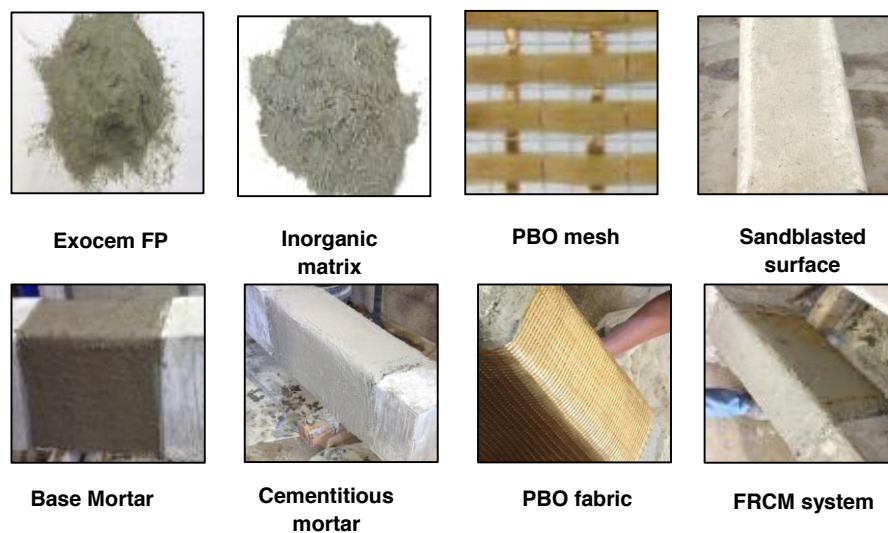 Exocem FP
Inorganic
matrix
PBO mesh
Sandblasted
surface
Base Mortar
Cementitious
mortar
PBO fabric
FRCM system